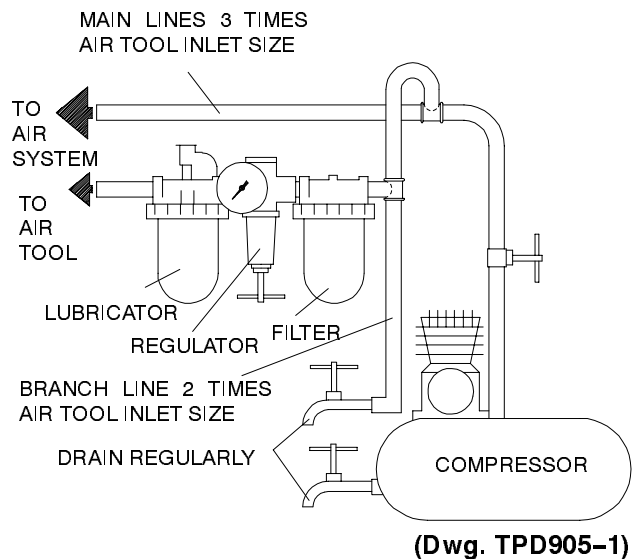 MAIN LINES 3 TIMES
AIR TOOL INLET SIZE
TO
AIR
SYSTEM
TO
AIR
TOOL
LUBRICATOR
REGULATOR
FILTER
BRANCH LINE 2 TIMES
AIR TOOL INLET SIZE
DRAIN REGULARLY
COMPRESSOR
(Dwg. TPD905–1)